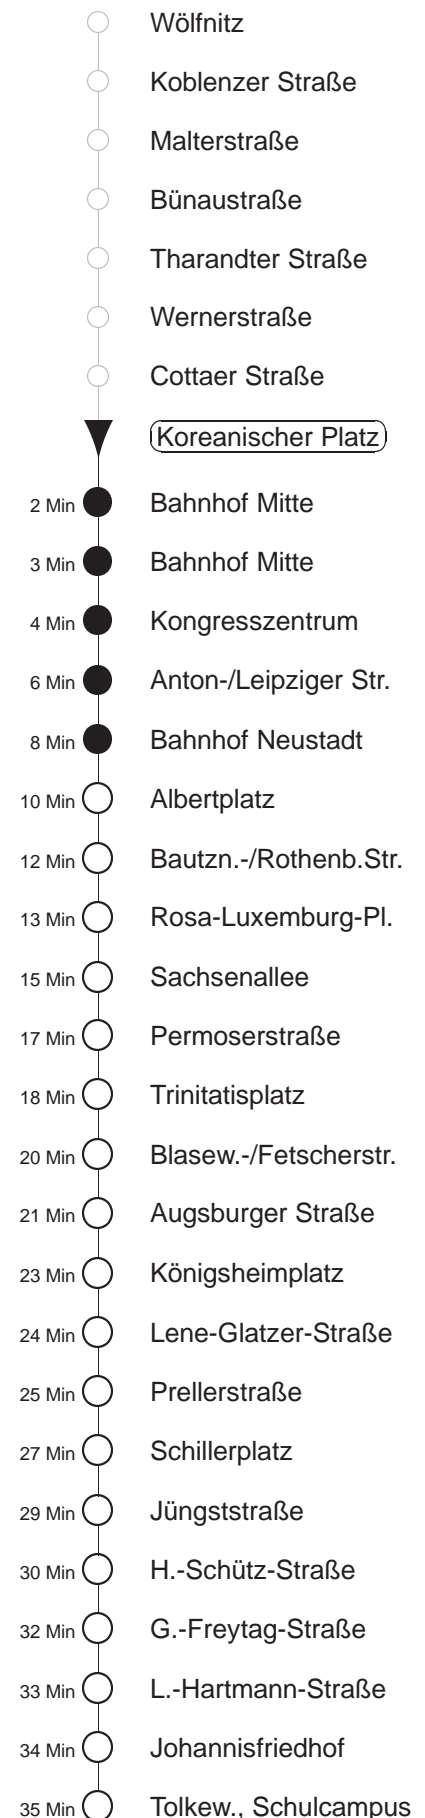 Wölfnitz
Koblenzer Straße
Malterstraße
Bünaustraße
Tharandter Straße
Wernerstraße
Cottaer Straße
Koreanischer Platz
2 Min Bahnhof Mitte
3 Min Bahnhof Mitte
4 Min Kongresszentrum
6 Min Anton-/Leipziger Str.
8 Min Bahnhof Neustadt
10 Min Albertplatz
12 Min Bautzn.-/Rothenb.Str.
13 Min Rosa-Luxemburg-Pl.
15 Min Sachsenallee
17 Min Permoserstraße
18 Min Trinitatisplatz
20 Min Blasew.-/Fetscherstr.
21 Min Augsburger Straße
23 Min Königsheimplatz
24 Min Lene-Glatzer-Straße
25 Min Prellerstraße
27 Min Schillerplatz
29 Min Jüngststraße
30 Min H.-Schütz-Straße
32 Min G.-Freytag-Straße
33 Min L.-Hartmann-Straße
34 Min Johannisfriedhof
35 Min Tolkew., Schulcampus